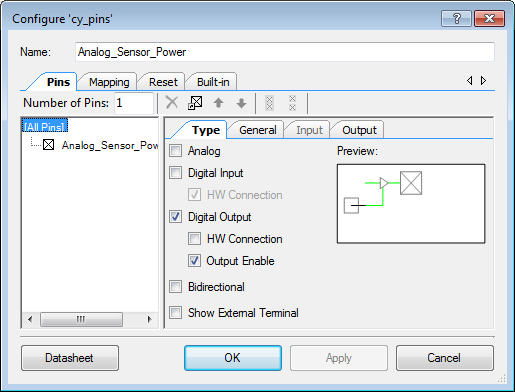 Configure 'cy_pins'
Name: Analog_Sensor_Power
Pins Mapping Reset Built-in
Number of Pins: 1
Type General Input Output
[All Pins]
Analog_Sensor_Pow
Analog
Preview:
Digital Input
HW Connection
Digital Output
HW Connection
Output Enable
Bidirectional
Show External Terminal
Datasheet OK Apply Cancel